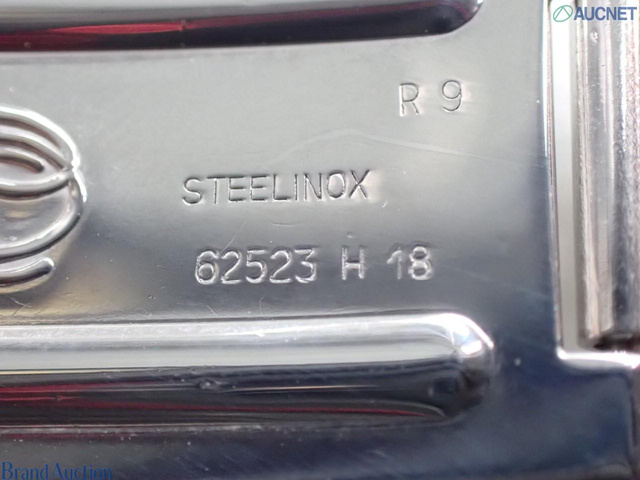 AUCNET
R 9
STEELINOX
62523 H 18
Brand Auction